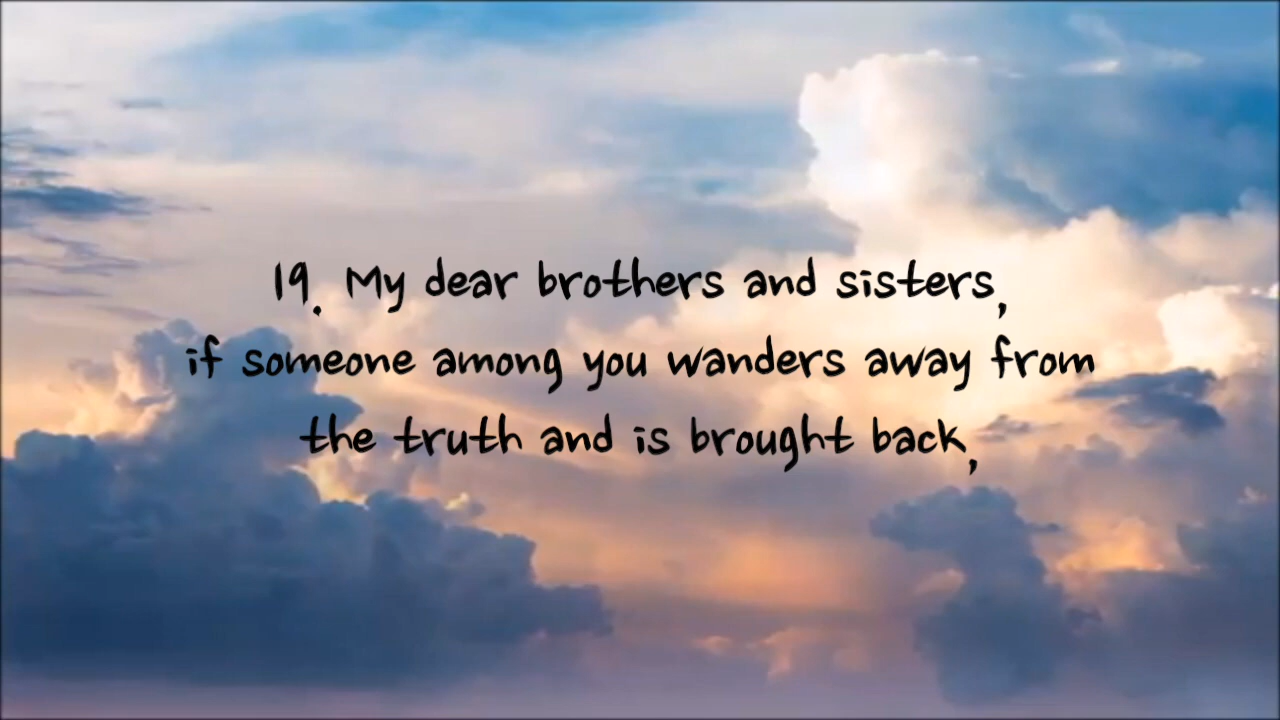 19. My dear brothers and sisters,
if someone among you wanders away from
the truth and is brought back,